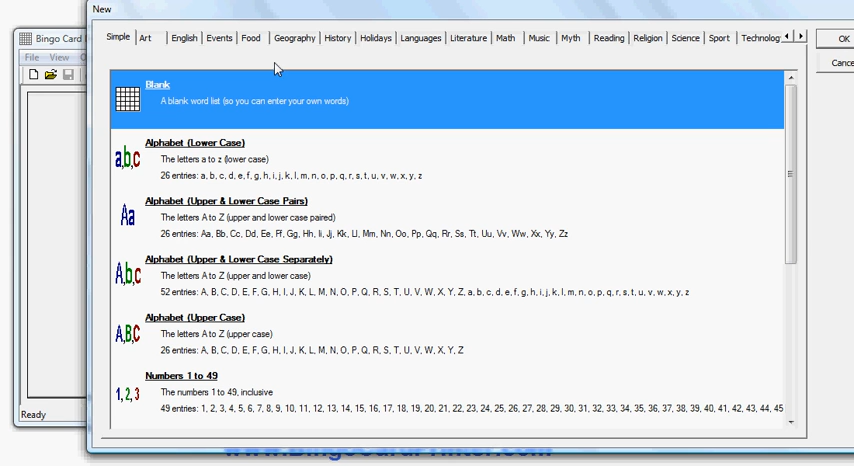 New
Bingo Card
File View
Simple Art English Events Food Geography History Holidays Languages Literature Math Music Myth Reading Religion Science Sport Technolog
OK
Cance
Blank
A blank word list (so you can enter your own words)
a,b,c
Alphabet (Lower Case)
The letters a to z (lower case)
26 entries: a, b, c, d, e, f, g, h, i, j, k, l, m, n, o, p, q, r, s, t, u, v, w, x, y, z
Aa
Alphabet (Upper & Lower Case Pairs)
The letters A to Z (upper and lower case paired)
26 entries: Aa, Bb, Cc, Dd, Ee, Ff, Gg, Hh, Ii, Jj, Kk, Ll, Mm, Nn, Oo, Pp, Qq, Rr, Ss, Tt, Uu, Vv, Ww, Xx, Yy, Zz
A,b,c
Alphabet (Upper & Lower Case Separately)
The letters A to Z (upper and lower case)
52 entries: A, B, C, D, E, F, G, H, I, J, K, L, M, N, O, P, Q, R, S, T, U, V, W, X, Y, Z, a, b, c, d, e, f, g, h, i, j, k, l, m, n, o, p, q, r, s, t, u, v, w, x, y, z
A,B,C
Alphabet (Upper Case)
The letters A to Z (upper case)
26 entries: A, B, C, D, E, F, G, H, I, J, K, L, M, N, O, P, Q, R, S, T, U, V, W, X, Y, Z
1, 2, 3
Numbers 1 to 49
The numbers 1 to 49, inclusive
49 entries: 1, 2, 3, 4, 5, 6, 7, 8, 9, 10, 11, 12, 13, 14, 15, 16, 17, 18, 19, 20, 21, 22, 23, 24, 25, 26, 27, 28, 29, 30, 31, 32, 33, 34, 35, 36, 37, 38, 39, 40, 41, 42, 43, 44, 45
Ready